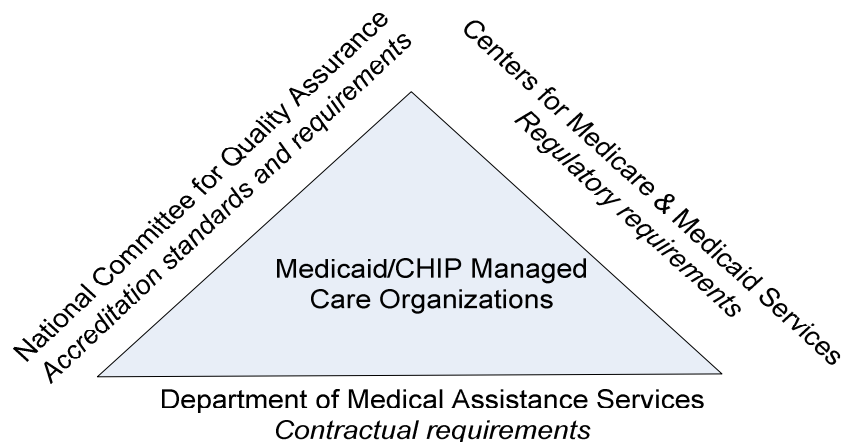 National Committee for Quality Assurance
Accreditation standards and requirements
Centers for Medicare & Medicaid Services
Regulatory requirements
Medicaid/CHIP Managed
Care Organizations
Department of Medical Assistance Services
Contractual requirements